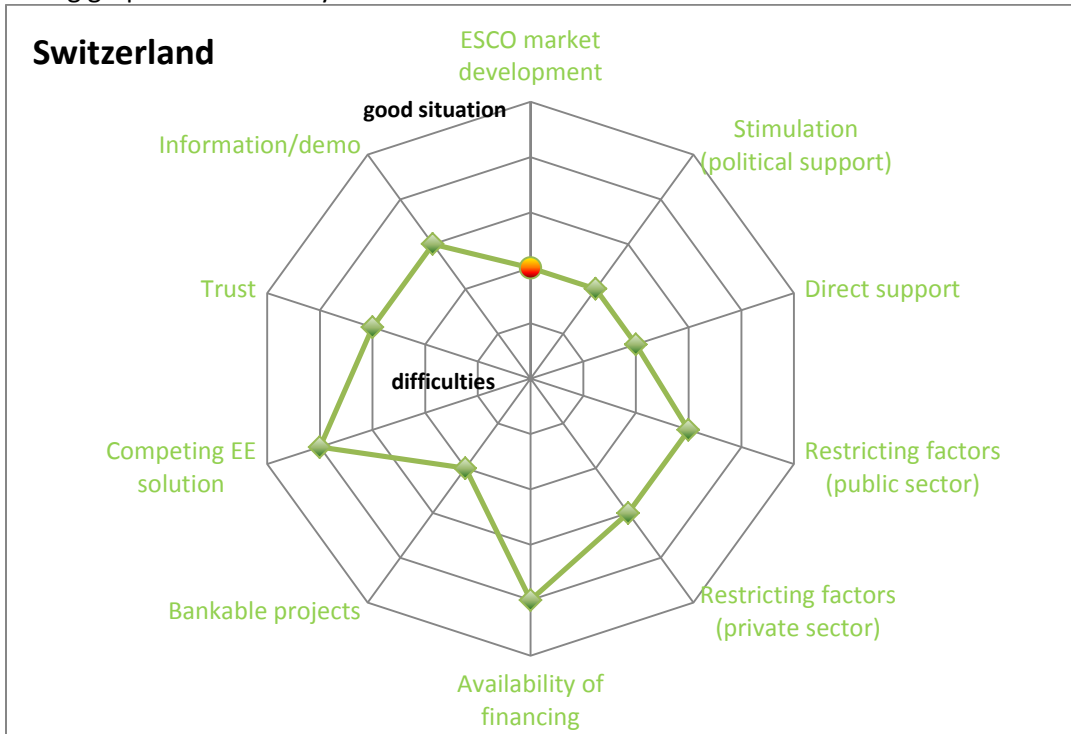 Switzerland
ESCO market
development
good situation
Stimulation
(political support)
Information/demo
Trust
Direct support
difficulties
Competing EE
solution
Restricting factors
(public sector)
Bankable projects
Restricting factors
(private sector)
Availability of
financing